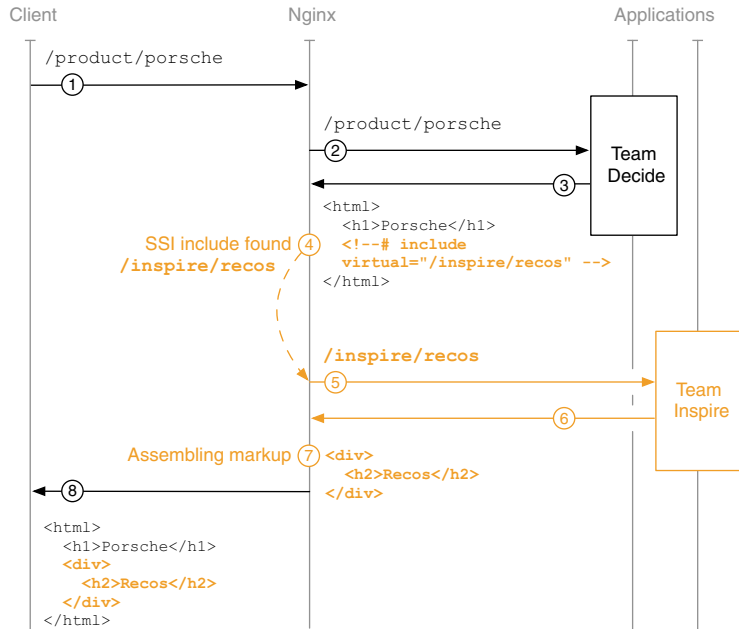 Client
Nginx
Applications
/product/porsche
1
/product/porsche
2
Team
Decide
3
<html>
<h1>Porsche</h1>
<!--# include
virtual="/inspire/recos" -->
</html>
SSI include found
4
/inspire/recos
/inspire/recos
5
Team
Inspire
6
Assembling markup
7
<div>
<h2>Recos</h2>
</div>
8
<html>
<h1>Porsche</h1>
<div>
<h2>Recos</h2>
</div>
</html>